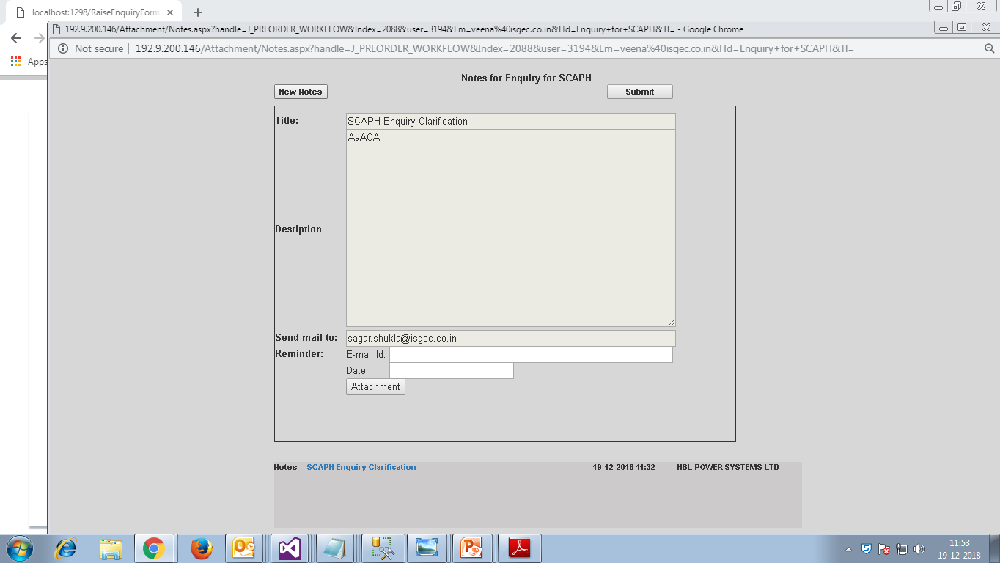 localhost:1298/RaiseEnquiryForm
192.9.200.146/Attachment/Notes.aspx?handle=J_PREORDER_WORKFLOW&Index=2088&user=3194&Em=veena%40isgec.co.in&Hd=Enquiry+for+SCAPH&TI= - Google Chrome
Apps
Not secure 192.9.200.146/Attachment/Notes.aspx?handle=J_PREORDER_WORKFLOW&Index=2088&user=3194&Em=veena%40isgec.co.in&Hd=Enquiry+for+SCAPH&TI=
Notes for Enquiry for SCAPH
New Notes Submit
Title: SCAPH Enquiry Clarification
AaACA
Desription
Send mail to: sagar.shukla@isgec.co.in
Reminder: E-mail Id:
Date :
Attachment
Notes SCAPH Enquiry Clarification 19-12-2018 11:32 HBL POWER SYSTEMS LTD
11:53
19-12-2018